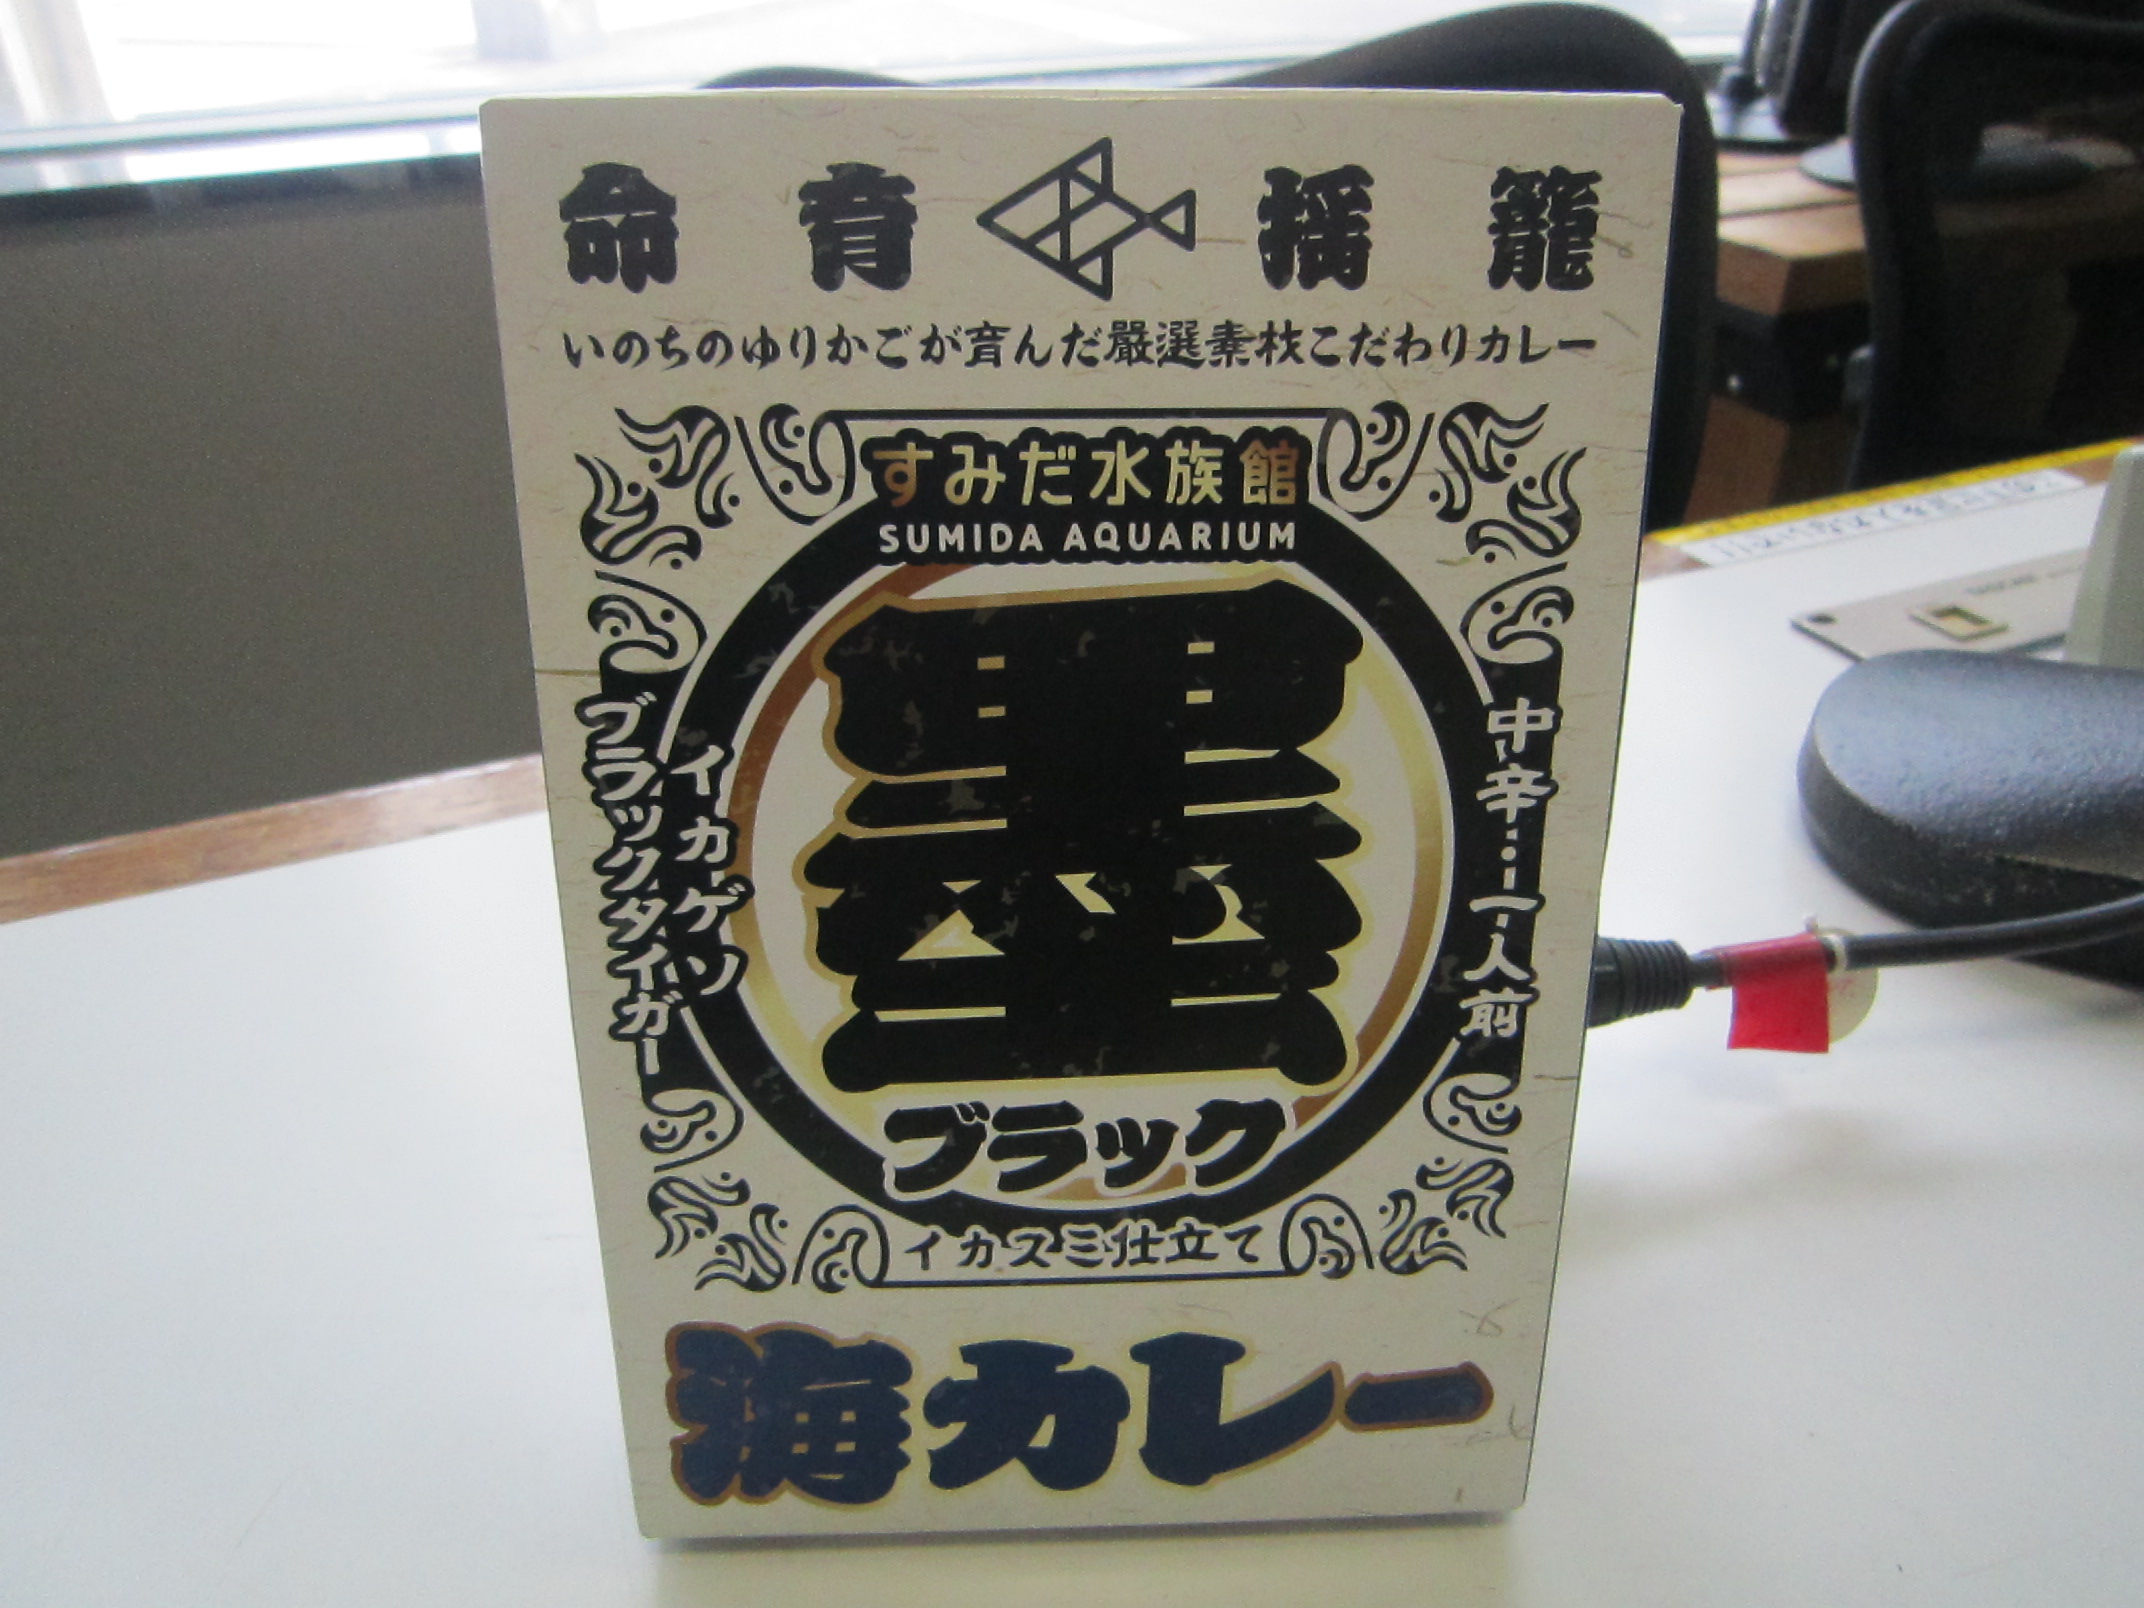 命育揺籠
いのちのゆりかごが育んだ厳選素材こだわりカレー
すみだ水族館
SUMIDA AQUARIUM
墨
ブラック
中辛…一人前
イカゲソ
ブラックタイガー
イカスミ仕立て
海カレー